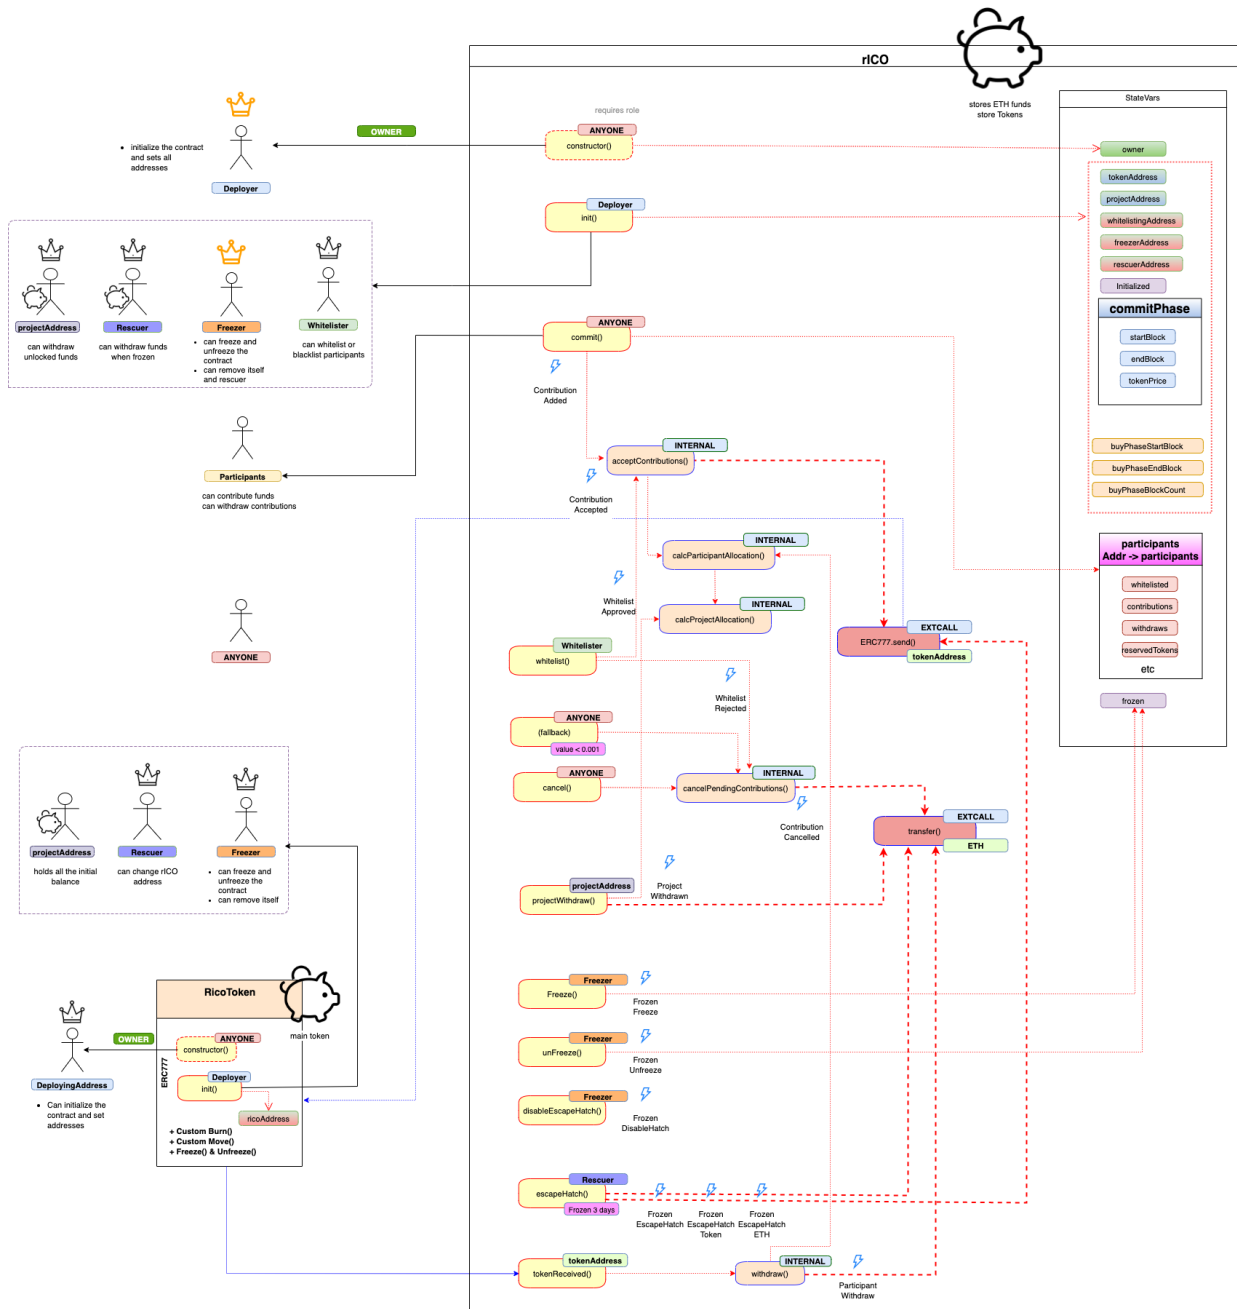 rICO
stores ETH funds
store Tokens
StateVars
requires role
OWNER
ANYONE
constructor()
owner
initialize the contract
and sets all
addresses
Deployer
tokenAddress
projectAddress
whitelistingAddress
freezerAddress
rescuerAddress
Initialized
Deployer
init()
commitPhase
startBlock
endBlock
tokenPrice
projectAddress
Rescuer
Freezer
Whitelister
can withdraw
unlocked funds
can withdraw funds
when frozen
can freeze and
unfreeze the
contract
can remove itself
and rescuer
can whitelist or
blacklist participants
ANYONE
commit()
Contribution
Added
buyPhaseStartBlock
buyPhaseEndBlock
buyPhaseBlockCount
Participants
can contribute funds
can withdraw contributions
INTERNAL
acceptContributions()
Contribution
Accepted
INTERNAL
calcParticipantAllocation()
participants
Addr -> participants
whitelisted
contributions
withdraws
reservedTokens
etc
frozen
Whitelist
Approved
INTERNAL
calcProjectAllocation()
EXTCALL
ERC777.send()
tokenAddress
ANYONE
Whitelister
whitelist()
Whitelist
Rejected
ANYONE
(fallback)
value < 0.001
ANYONE
cancel()
INTERNAL
cancelPendingContributions()
Contribution
Cancelled
EXTCALL
transfer()
ETH
projectAddress
Rescuer
Freezer
holds all the initial
balance
can change rICO
address
can freeze and
unfreeze the
contract
can remove itself
projectAddress
projectWithdraw()
Project
Withdrawn
Freezer
Freeze()
Frozen
Freeze
RicoToken
main token
OWNER
ANYONE
constructor()
ERC777
Deployer
init()
ricoAddress
+ Custom Burn()
+ Custom Move()
+ Freeze() & Unfreeze()
DeployingAddress
Can initialize the
contract and set
addresses
Freezer
unFreeze()
Frozen
Unfreeze
Freezer
disableEscapeHatch()
Frozen
DisableHatch
Rescuer
escapeHatch()
Frozen 3 days
Frozen
EscapeHatch
Frozen
EscapeHatch
Token
Frozen
EscapeHatch
ETH
tokenAddress
tokenReceived()
INTERNAL
withdraw()
Participant
Withdraw